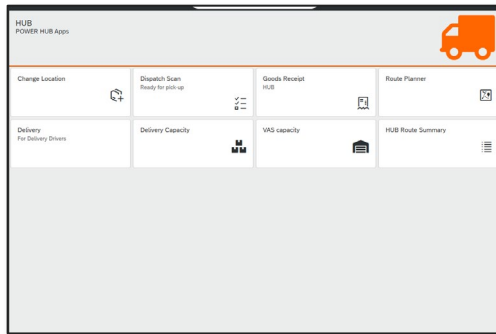 HUB
POWER HUB Apps
Change Location
Dispatch Scan
Ready for pick-up
Goods Receipt
HUB
Route Planner
Delivery
For Delivery Drivers
Delivery Capacity
VAS capacity
HUB Route Summary